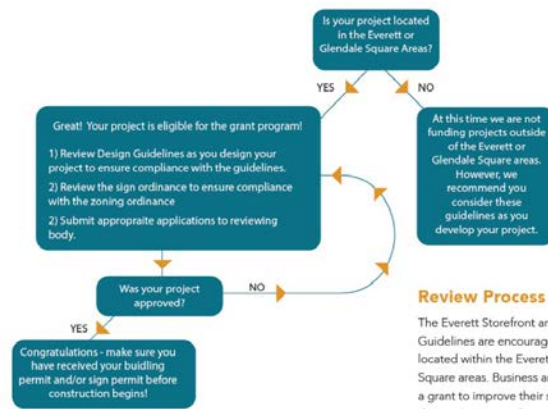 Is your project located
in the Everett or
Glendale Square Areas?
YES
NO
Great! Your project is eligible for the grant program!
1) Review Design Guidelines as you design your
project to ensure compliance with the guidelines.
2) Review the sign ordinance to ensure compliance
with the zoning ordinance
2) Submit appropraite applications to reviewing
body.
At this time we are not
funding projects outside
of the Everett or
Glendale Square areas.
However, we
recommend you
consider these
guidelines as you
develop your project.
Was your project
approved?
NO
YES
Congratulations - make sure you
have received your buidling
permit and/or sign permit before
construction begins!
Review Process
The Everett Storefront an
Guidelines are encourag
located within the Everet
Square areas. Business a
a grant to improve their s